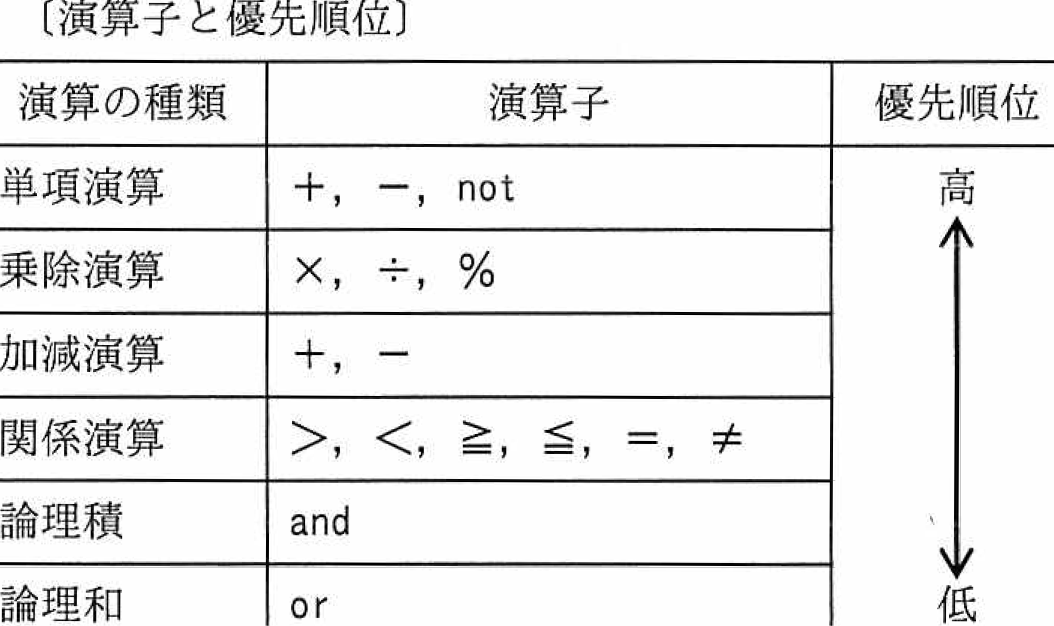 〔演算子と優先順位〕
演算の種類 演算子 優先順位
単項演算 +, −, not 高
乗除演算 ×, ÷, %
加減演算 +, −
関係演算 >, <, ≧, ≦, =, ≠
論理積 and
論理和 or 低